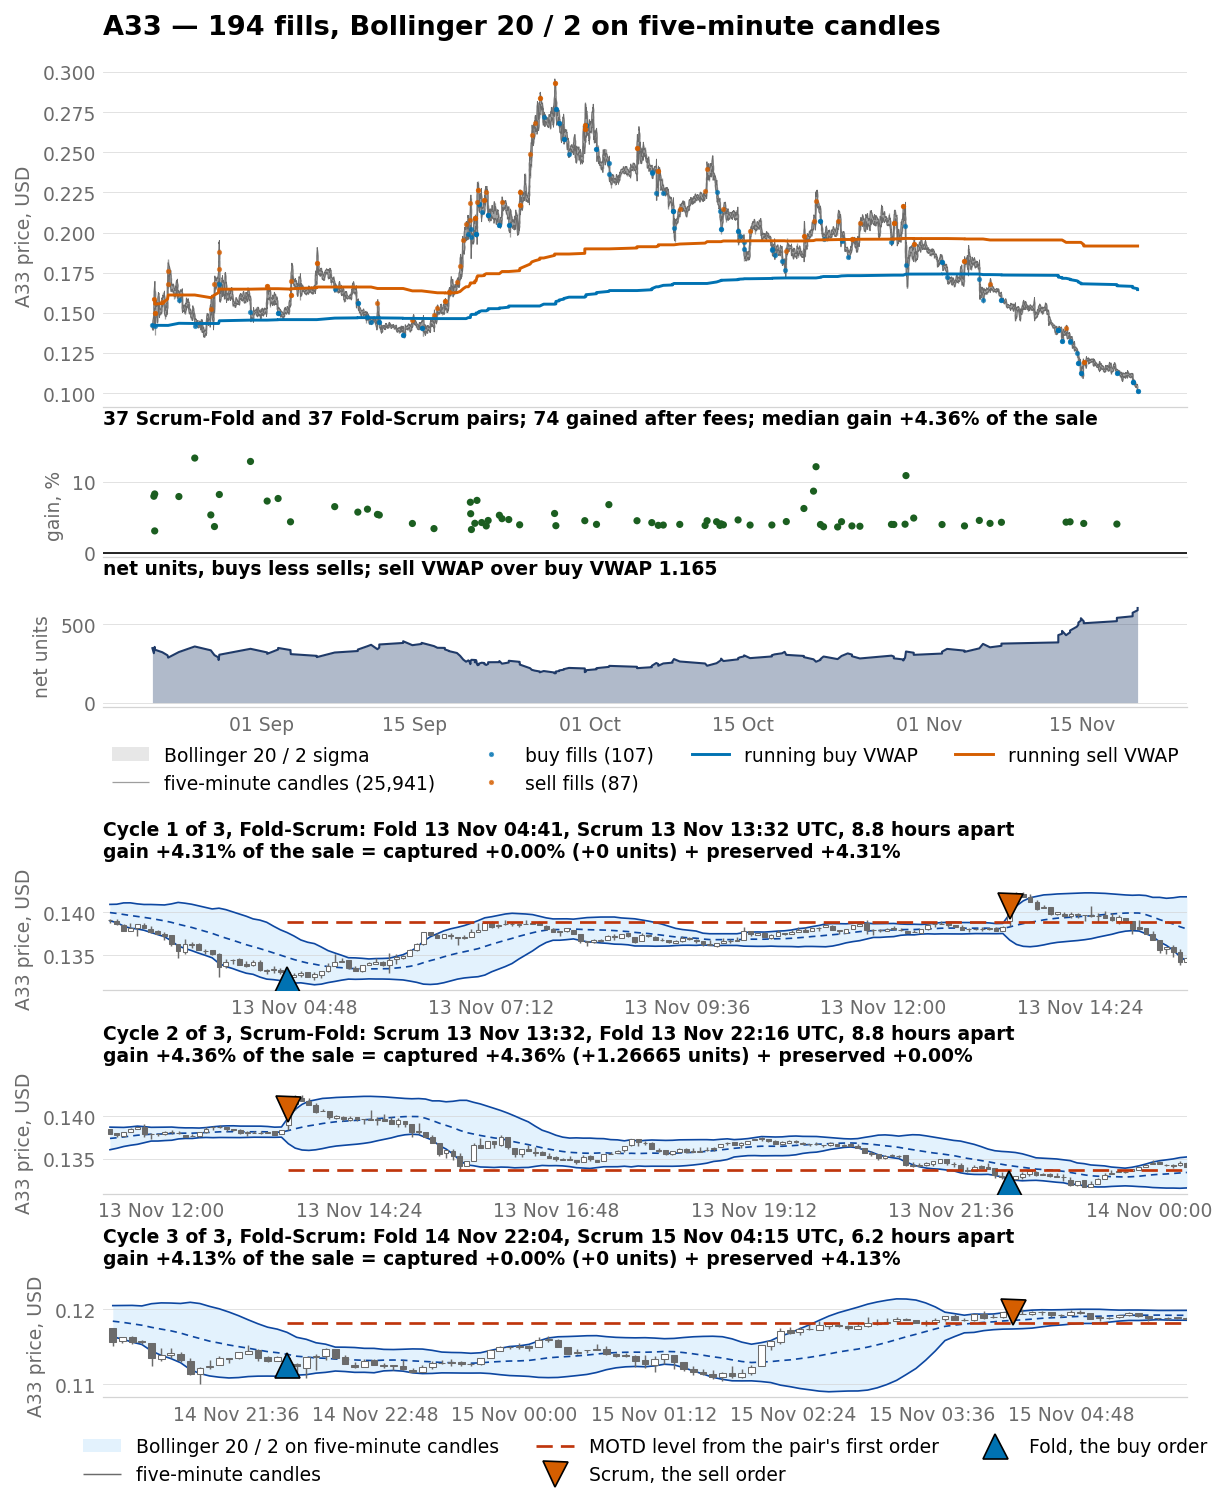 A33 — 194 fills, Bollinger 20 / 2 on five-minute candles
0.300
0.275
0.250
0.225
0.200
0.175
0.150
0.125
0.100
A33 price, USD
37 Scrum-Fold and 37 Fold-Scrum pairs; 74 gained after fees; median gain +4.36% of the sale
10
0
gain, %
net units, buys less sells; sell VWAP over buy VWAP 1.165
500
0
net units
01 Sep 15 Sep 01 Oct 15 Oct 01 Nov 15 Nov
Bollinger 20 / 2 sigma buy fills (107) running buy VWAP running sell VWAP
five-minute candles (25,941) sell fills (87)
Cycle 1 of 3, Fold-Scrum: Fold 13 Nov 04:41, Scrum 13 Nov 13:32 UTC, 8.8 hours apart
gain +4.31% of the sale = captured +0.00% (+0 units) + preserved +4.31%
0.140
0.135
A33 price, USD
13 Nov 04:48 13 Nov 07:12 13 Nov 09:36 13 Nov 12:00 13 Nov 14:24
Cycle 2 of 3, Scrum-Fold: Scrum 13 Nov 13:32, Fold 13 Nov 22:16 UTC, 8.8 hours apart
gain +4.36% of the sale = captured +4.36% (+1.26665 units) + preserved +0.00%
0.140
0.135
A33 price, USD
13 Nov 12:00 13 Nov 14:24 13 Nov 16:48 13 Nov 19:12 13 Nov 21:36 14 Nov 00:00
Cycle 3 of 3, Fold-Scrum: Fold 14 Nov 22:04, Scrum 15 Nov 04:15 UTC, 6.2 hours apart
gain +4.13% of the sale = captured +0.00% (+0 units) + preserved +4.13%
0.12
0.11
A33 price, USD
14 Nov 21:36 14 Nov 22:48 15 Nov 00:00 15 Nov 01:12 15 Nov 02:24 15 Nov 03:36 15 Nov 04:48
Bollinger 20 / 2 on five-minute candles MOTD level from the pair's first order Fold, the buy order
five-minute candles Scrum, the sell order